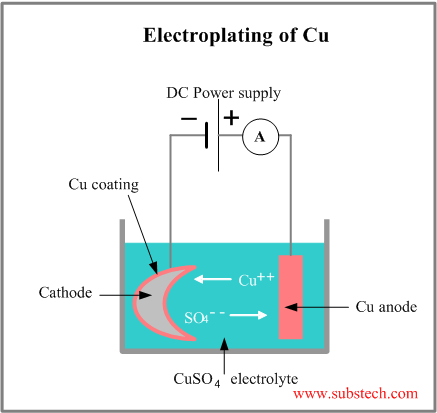 Electroplating of Cu
DC Power supply
− +
A
Cu coating
Cu++
Cathode
Cu anode
SO4--
CuSO4 electrolyte
www.substech.com